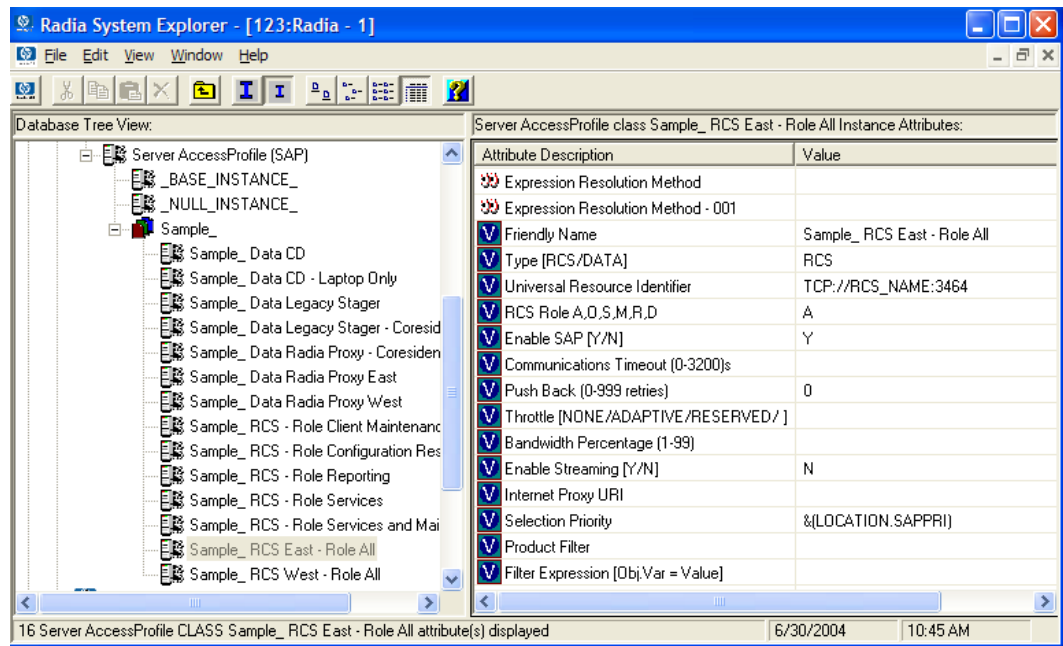 Radia System Explorer - [123:Radia - 1]
File Edit View Window Help
Database Tree View:
Server AccessProfile (SAP)
_BASE_INSTANCE_
_NULL_INSTANCE_
Sample_
Sample_ Data CD
Sample_ Data CD - Laptop Only
Sample_ Data Legacy Stager
Sample_ Data Legacy Stager - Coresid
Sample_ Data Radia Proxy - Coresiden
Sample_ Data Radia Proxy East
Sample_ Data Radia Proxy West
Sample_ RCS - Role Client Maintenanc
Sample_ RCS - Role Configuration Res
Sample_ RCS - Role Reporting
Sample_ RCS - Role Services
Sample_ RCS - Role Services and Mai
Sample_ RCS East - Role All
Sample_ RCS West - Role All
Server AccessProfile class Sample_ RCS East - Role All Instance Attributes:
Attribute Description Value
Expression Resolution Method
Expression Resolution Method - 001
V Friendly Name Sample_ RCS East - Role All
V Type [RCS/DATA] RCS
V Universal Resource Identifier TCP://RCS_NAME:3464
V RCS Role A,O,S,M,R,D A
V Enable SAP [Y/N] Y
V Communications Timeout (0-3200)s
V Push Back (0-999 retries) 0
V Throttle [NONE/ADAPTIVE/RESERVED/ ]
V Bandwidth Percentage (1-99)
V Enable Streaming [Y/N] N
V Internet Proxy URI
V Selection Priority &(LOCATION.SAPPRI)
V Product Filter
V Filter Expression [Obj.Var = Value]
16 Server AccessProfile CLASS Sample_ RCS East - Role All attribute(s) displayed 6/30/2004 10:45 AM